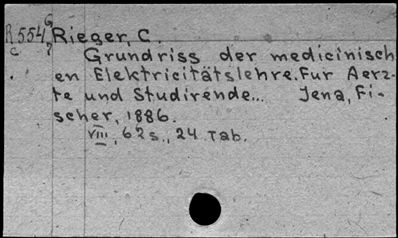 R554 Rieger, C.
c Grundriss der medicinisch
en Elektricitätslehre. Fur Aerz-
te und Studirende... Jena, Fi-
scher, 1886.
VIII, 62s., 24 Tab.